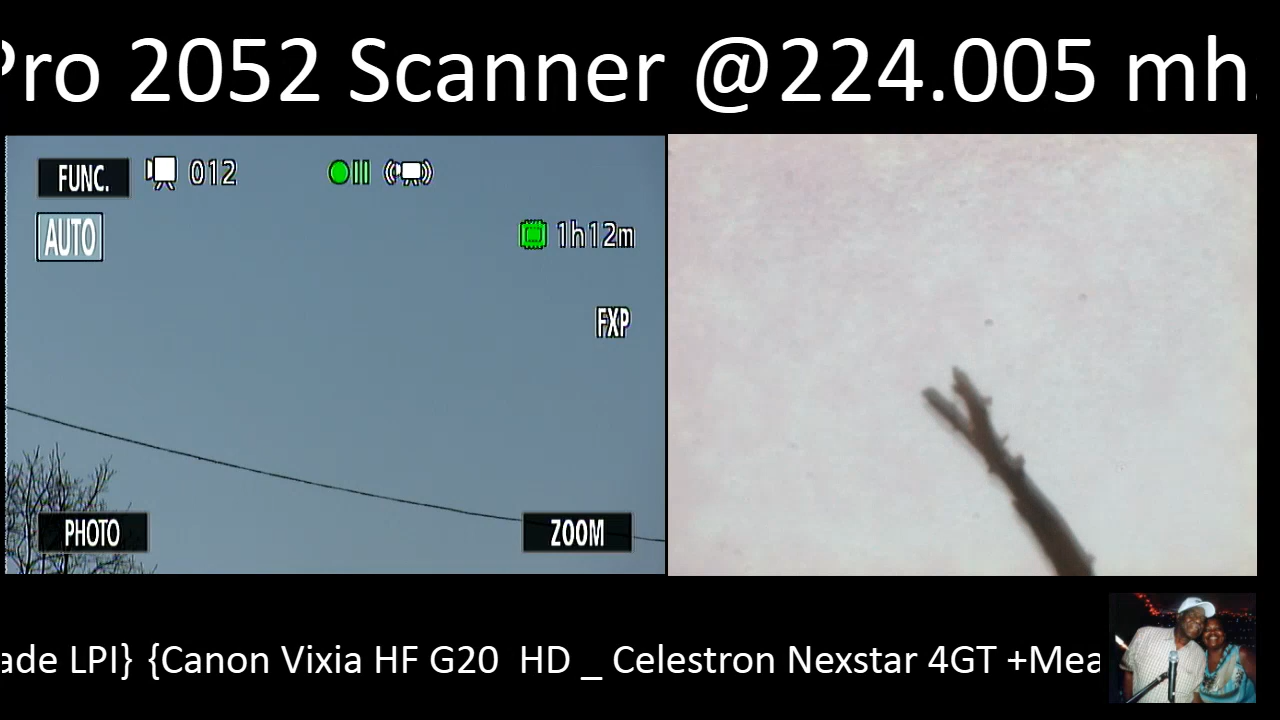 Pro 2052 Scanner @224.005 mh
FUNC. 012
AUTO
1h12m
FXP
PHOTO ZOOM
ade LPI} {Canon Vixia HF G20 HD _ Celestron Nexstar 4GT +Mea